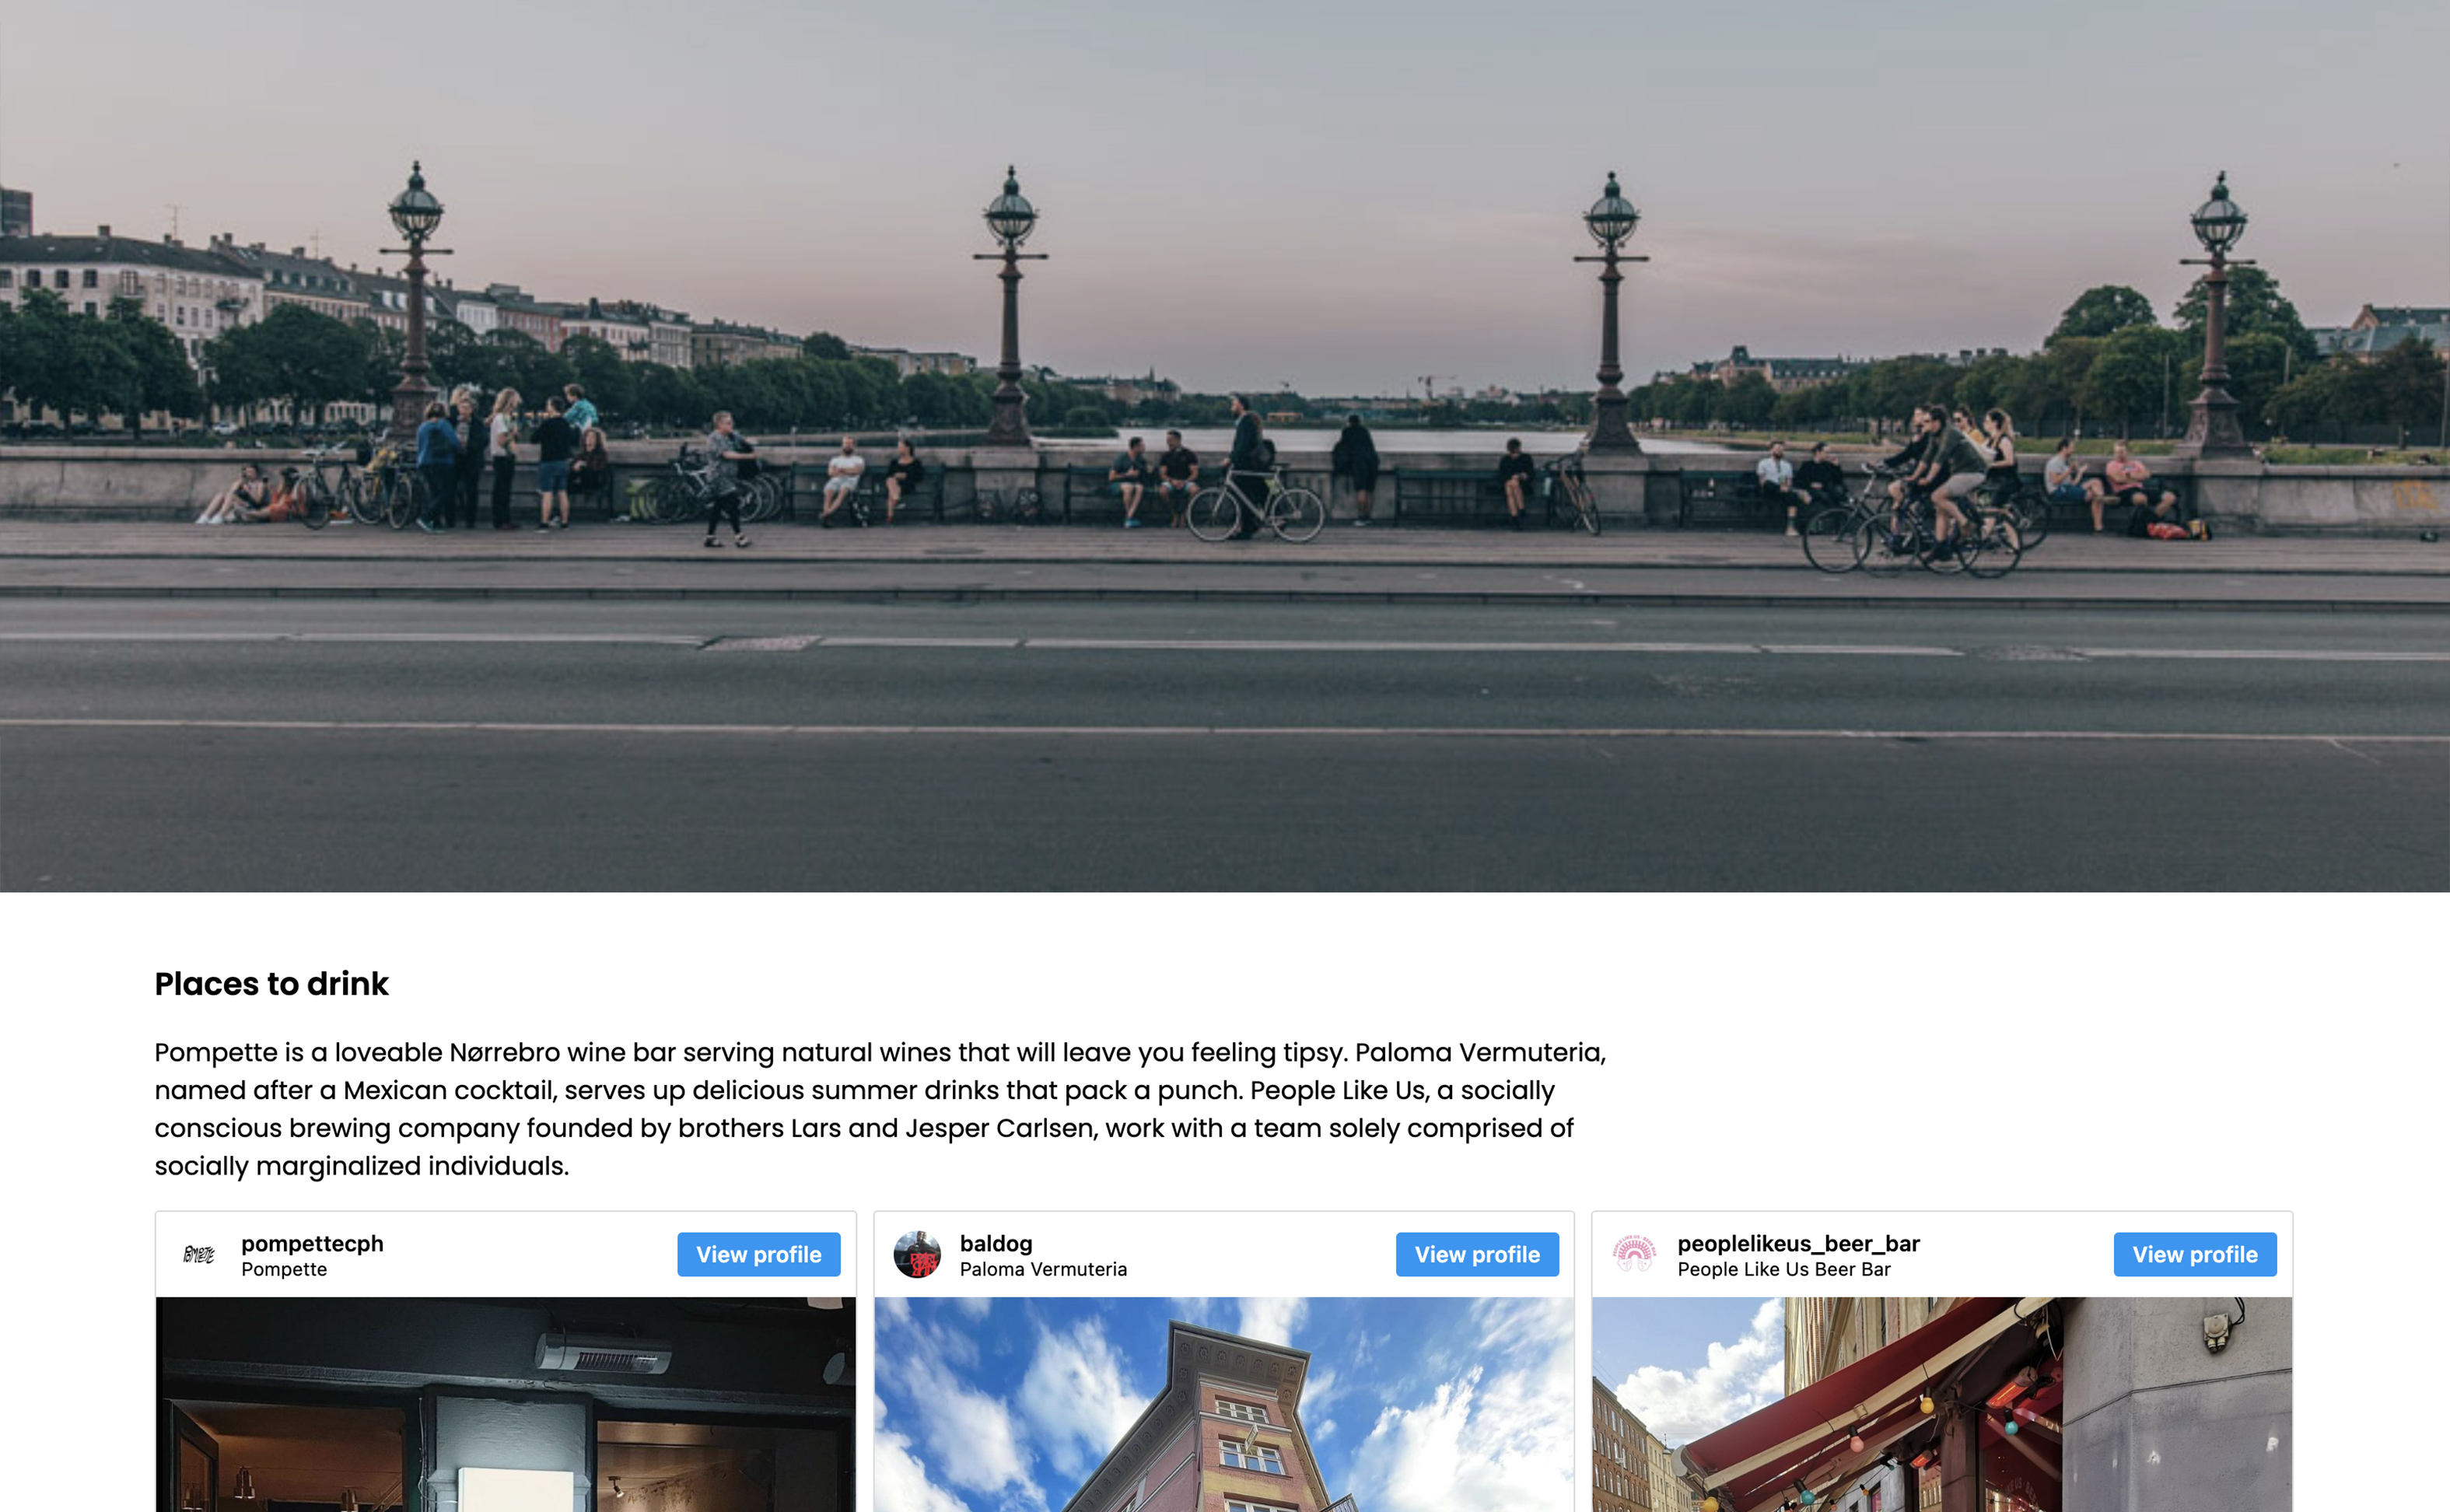 Places to drink
Pompette is a loveable Nørrebro wine bar serving natural wines that will leave you feeling tipsy. Paloma Vermuteria,
named after a Mexican cocktail, serves up delicious summer drinks that pack a punch. People Like Us, a socially
conscious brewing company founded by brothers Lars and Jesper Carlsen, work with a team solely comprised of
socially marginalized individuals.
POMPETTE
pompettecph
Pompette
View profile
baldog
Paloma Vermuteria
View profile
peoplelikeus_beer_bar
People Like Us Beer Bar
View profile